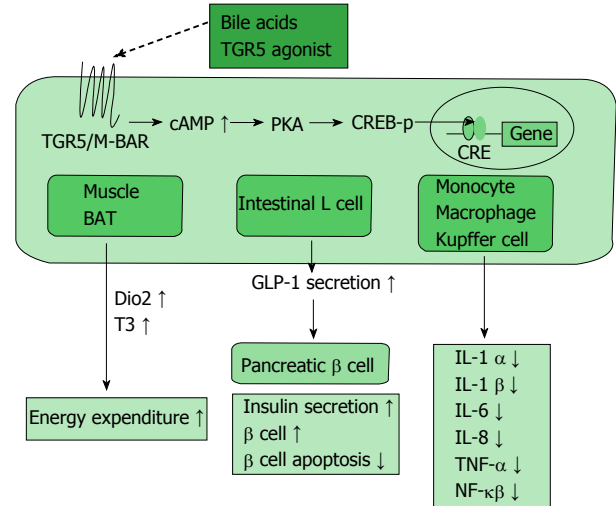 Bile acids
TGR5 agonist
TGR5/M-BAR
cAMP ↑
PKA
CREB-p
CRE
Gene
Muscle
BAT
Intestinal L cell
Monocyte
Macrophage
Kupffer cell
Dio2 ↑
T3 ↑
GLP-1 secretion ↑
Pancreatic β cell
Energy expenditure ↑
Insulin secretion ↑
β cell ↑
β cell apoptosis ↓
IL-1 α ↓
IL-1 β ↓
IL-6 ↓
IL-8 ↓
TNF-α ↓
NF-κβ ↓